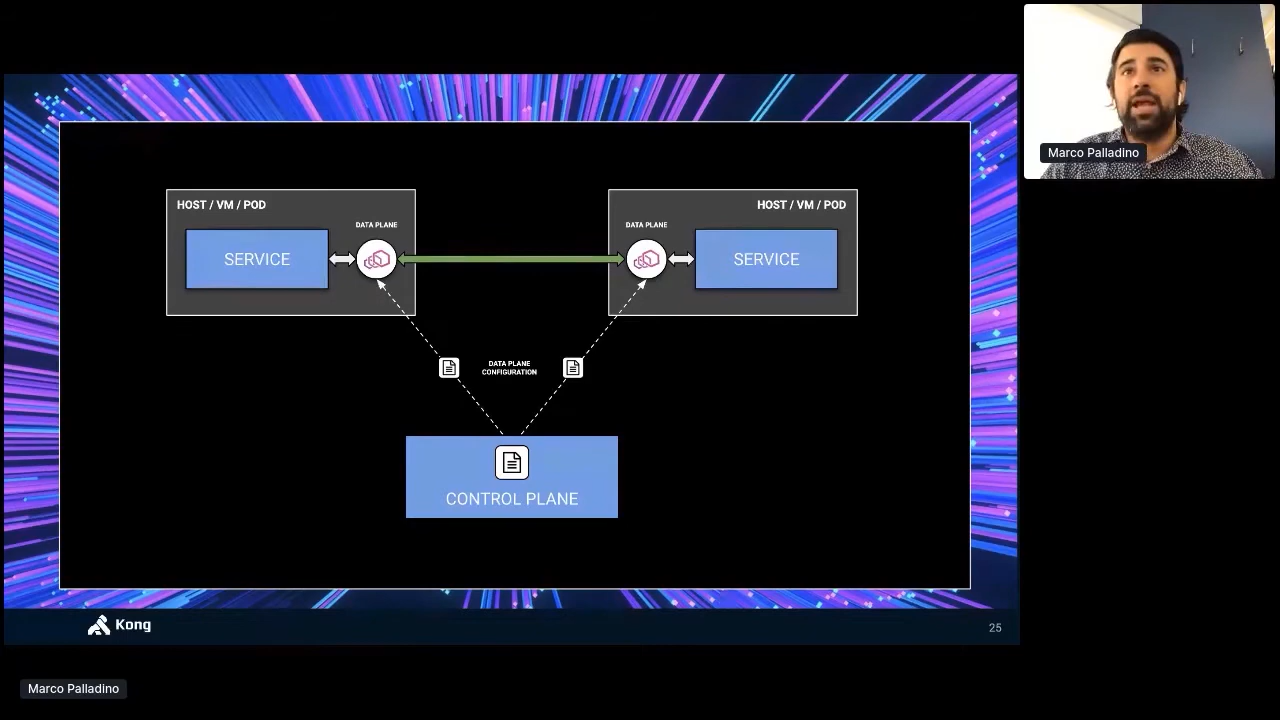 HOST / VM / POD
DATA PLANE
SERVICE
HOST / VM / POD
DATA PLANE
SERVICE
DATA PLANE
CONFIGURATION
CONTROL PLANE
Kong
25
Marco Palladino
Marco Palladino